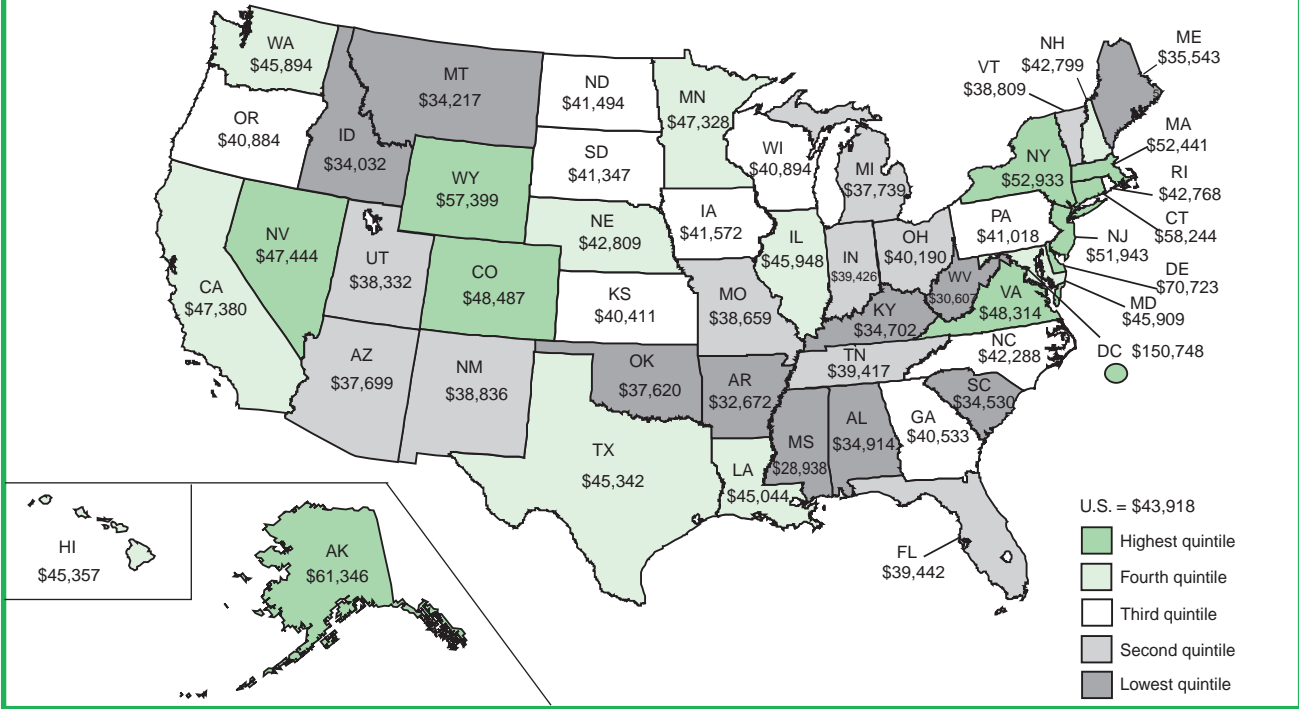 WA
$45,894
OR
$40,884
CA
$47,380
NV
$47,444
ID
$34,032
MT
$34,217
WY
$57,399
UT
$38,332
AZ
$37,699
CO
$48,487
NM
$38,836
ND
$41,494
SD
$41,347
NE
$42,809
KS
$40,411
OK
$37,620
TX
$45,342
MN
$47,328
IA
$41,572
MO
$38,659
AR
$32,672
LA
$45,044
WI
$40,894
IL
$45,948
MI
$37,739
IN
$39,426
OH
$40,190
KY
$34,702
TN
$39,417
MS
$28,938
AL
$34,914
GA
$40,533
FL
$39,442
SC
$34,530
NC
$42,288
VA
$48,314
WV
$30,607
PA
$41,018
NY
$52,933
VT
$38,809
NH
$42,799
ME
$35,543
MA
$52,441
RI
$42,768
CT
$58,244
NJ
$51,943
DE
$70,723
MD
$45,909
DC $150,748
HI
$45,357
AK
$61,346
U.S. = $43,918
Highest quintile
Fourth quintile
Third quintile
Second quintile
Lowest quintile